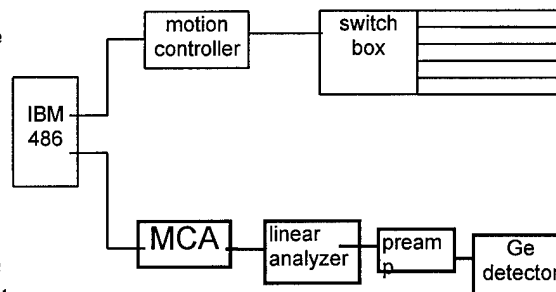 motion
controller
switch
box
IBM
486
MCA
linear
analyzer
pream
p
Ge
detector